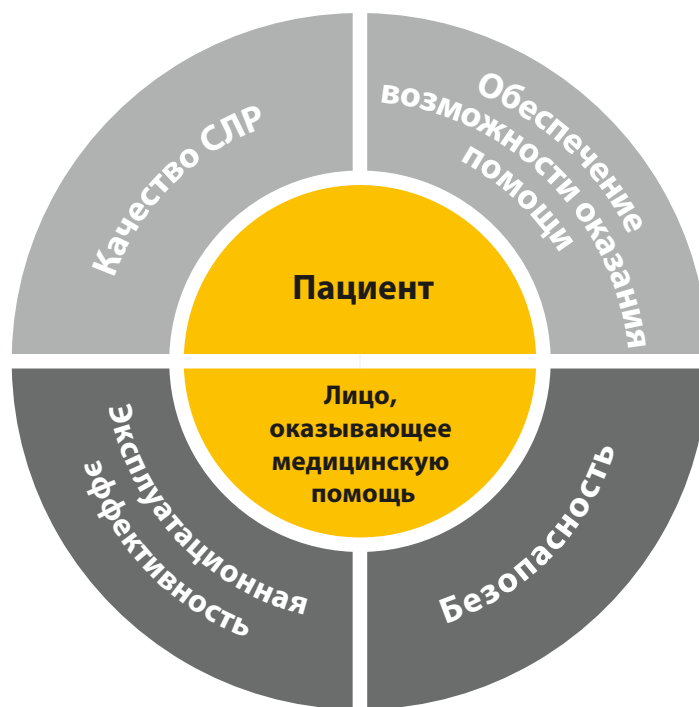 Качество СЛР
Обеспечение
возможности оказания
помощи
Пациент
Лицо,
оказывающее
медицинскую
помощь
Эксплуатационная
эффективность
Безопасность